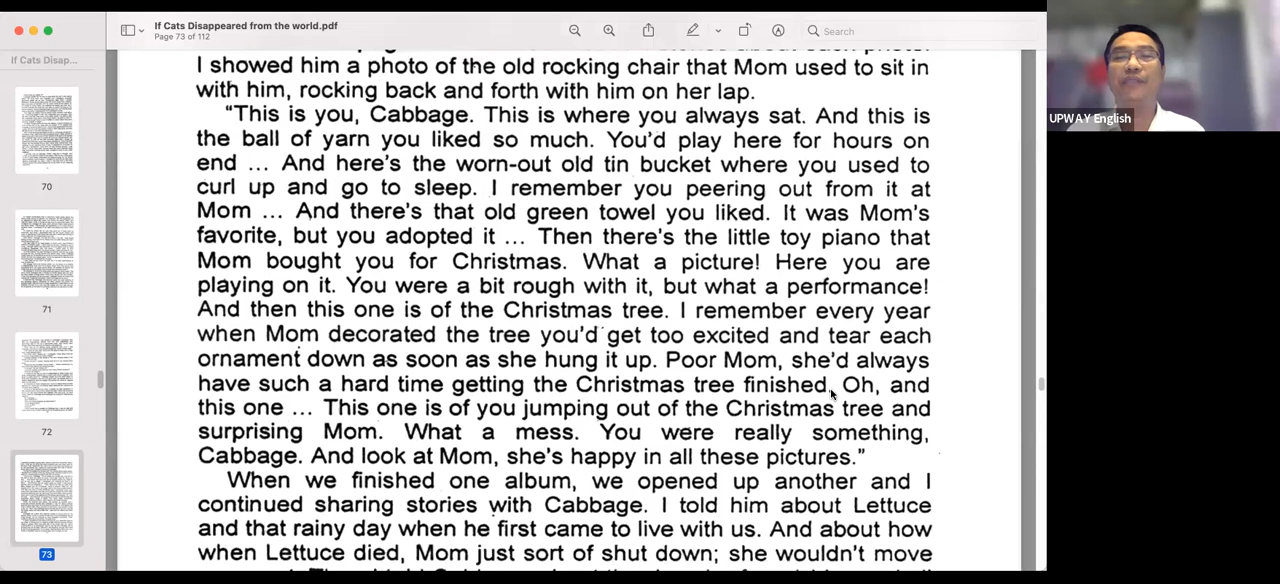 If Cats Disappeared from the world.pdf
Page 73 of 112
Search
If Cats Disap...
70
71
72
73
I showed him a photo of the old rocking chair that Mom used to sit in
with him, rocking back and forth with him on her lap.
“This is you, Cabbage. This is where you always sat. And this is
the ball of yarn you liked so much. You’d play here for hours on
end ... And here’s the worn-out old tin bucket where you used to
curl up and go to sleep. I remember you peering out from it at
Mom ... And there’s that old green towel you liked. It was Mom’s
favorite, but you adopted it ... Then there’s the little toy piano that
Mom bought you for Christmas. What a picture! Here you are
playing on it. You were a bit rough with it, but what a performance!
And then this one is of the Christmas tree. I remember every year
when Mom decorated the tree you’d get too excited and tear each
ornament down as soon as she hung it up. Poor Mom, she’d always
have such a hard time getting the Christmas tree finished. Oh, and
this one ... This one is of you jumping out of the Christmas tree and
surprising Mom. What a mess. You were really something,
Cabbage. And look at Mom, she’s happy in all these pictures.”
When we finished one album, we opened up another and I
continued sharing stories with Cabbage. I told him about Lettuce
and that rainy day when he first came to live with us. And about how
when Lettuce died, Mom just sort of shut down; she wouldn’t move
UPWAY English